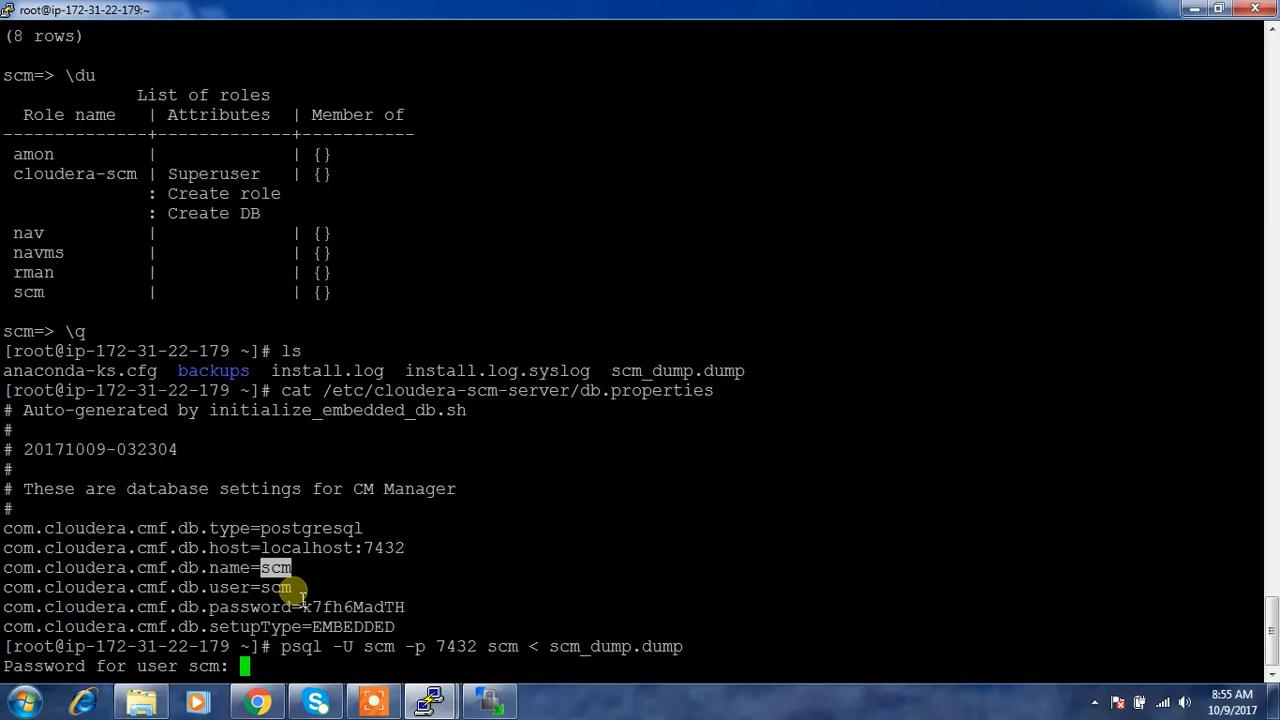 root@ip-172-31-22-179:~
(8 rows)
scm=> \du
List of roles
Role name | Attributes | Member of
--------------+-------------+-----------
amon | | {}
cloudera-scm | Superuser | {}
: Create role
: Create DB
nav | | {}
navms | | {}
rman | | {}
scm | | {}
scm=> \q
[root@ip-172-31-22-179 ~]# ls
anaconda-ks.cfg backups install.log install.log.syslog scm_dump.dump
[root@ip-172-31-22-179 ~]# cat /etc/cloudera-scm-server/db.properties
# Auto-generated by initialize_embedded_db.sh
#
# 20171009-032304
#
# These are database settings for CM Manager
#
com.cloudera.cmf.db.type=postgresql
com.cloudera.cmf.db.host=localhost:7432
com.cloudera.cmf.db.name=scm
com.cloudera.cmf.db.user=scm
com.cloudera.cmf.db.password=k7fh6MadTH
com.cloudera.cmf.db.setupType=EMBEDDED
[root@ip-172-31-22-179 ~]# psql -U scm -p 7432 scm < scm_dump.dump
Password for user scm:
8:55 AM
10/9/2017